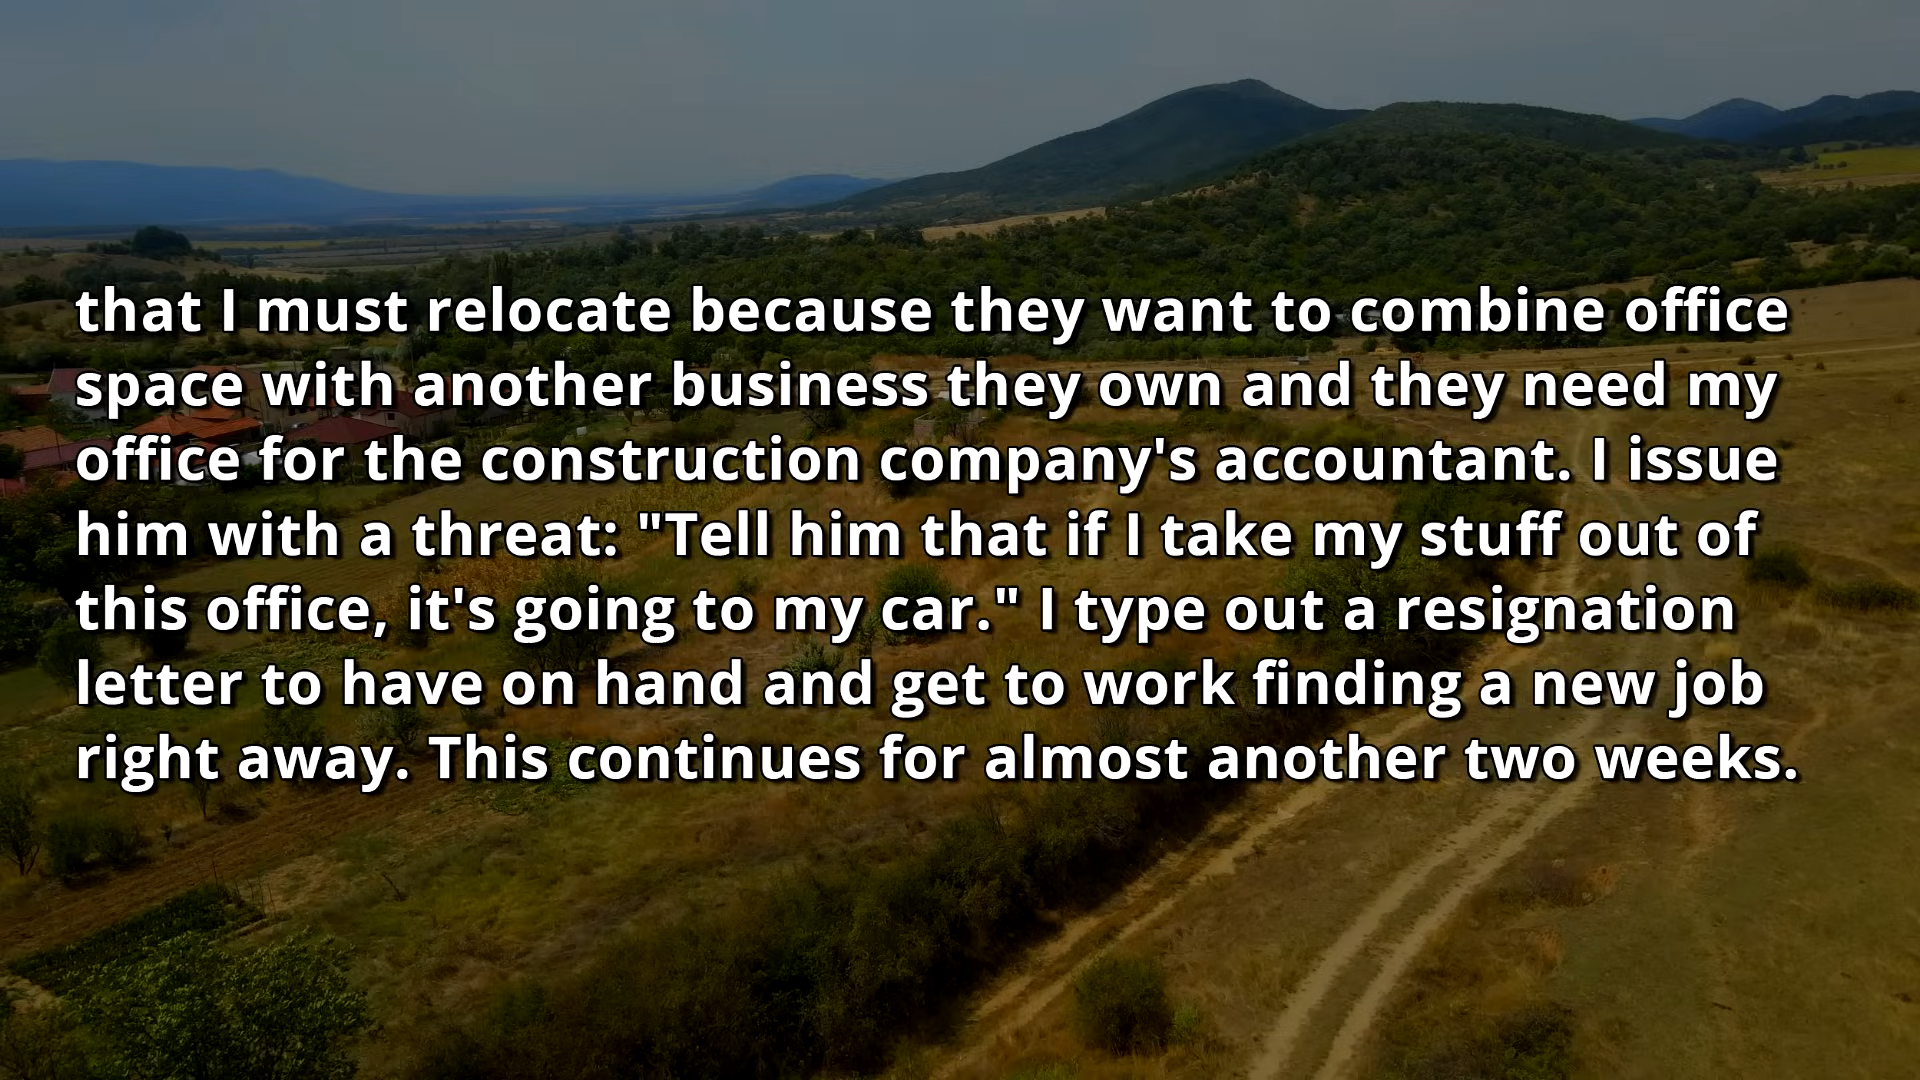 that I must relocate because they want to combine office
space with another business they own and they need my
office for the construction company's accountant. I issue
him with a threat: "Tell him that if I take my stuff out of
this office, it's going to my car." I type out a resignation
letter to have on hand and get to work finding a new job
right away. This continues for almost another two weeks.